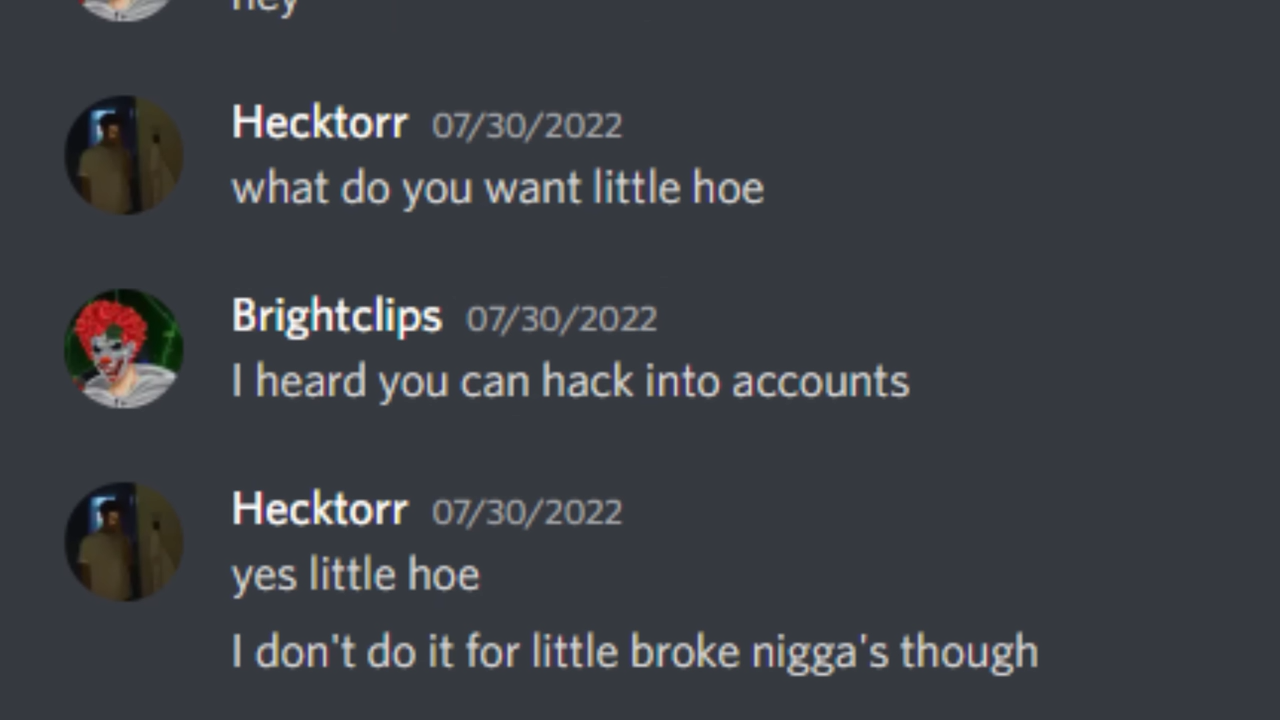 hey
Hecktorr 07/30/2022
what do you want little hoe
Brightclips 07/30/2022
I heard you can hack into accounts
Hecktorr 07/30/2022
yes little hoe
I don't do it for little broke nigga's though